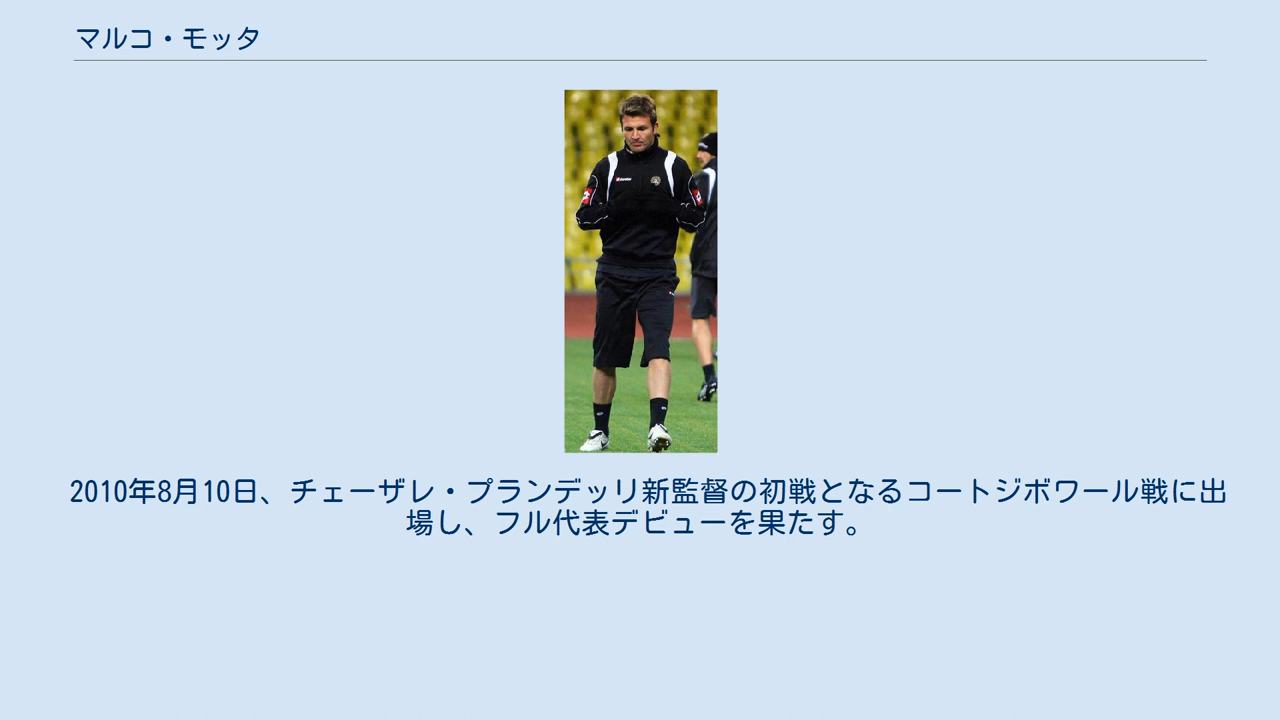 マルコ・モッタ
2010年8月10日、チェーザレ・プランデッリ新監督の初戦となるコートジボワール戦に出
場し、フル代表デビューを果たす。